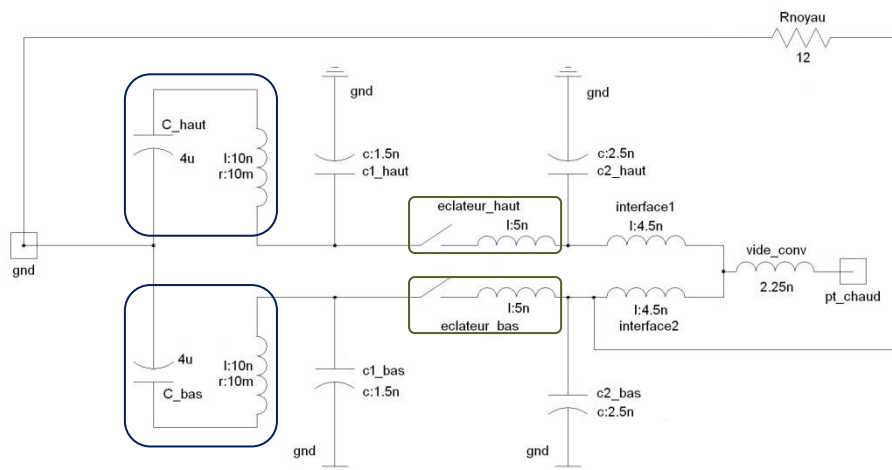 Rnoyau
12
gnd
gnd
C_haut
4u
l:10n
r:10m
c:1.5n
c1_haut
c:2.5n
c2_haut
eclateur_haut
l:5n
interface1
l:4.5n
vide_conv
2.25n
gnd
pt_chaud
l:5n
eclateur_bas
l:4.5n
interface2
4u
C_bas
l:10n
r:10m
c1_bas
c:1.5n
c2_bas
c:2.5n
gnd
gnd